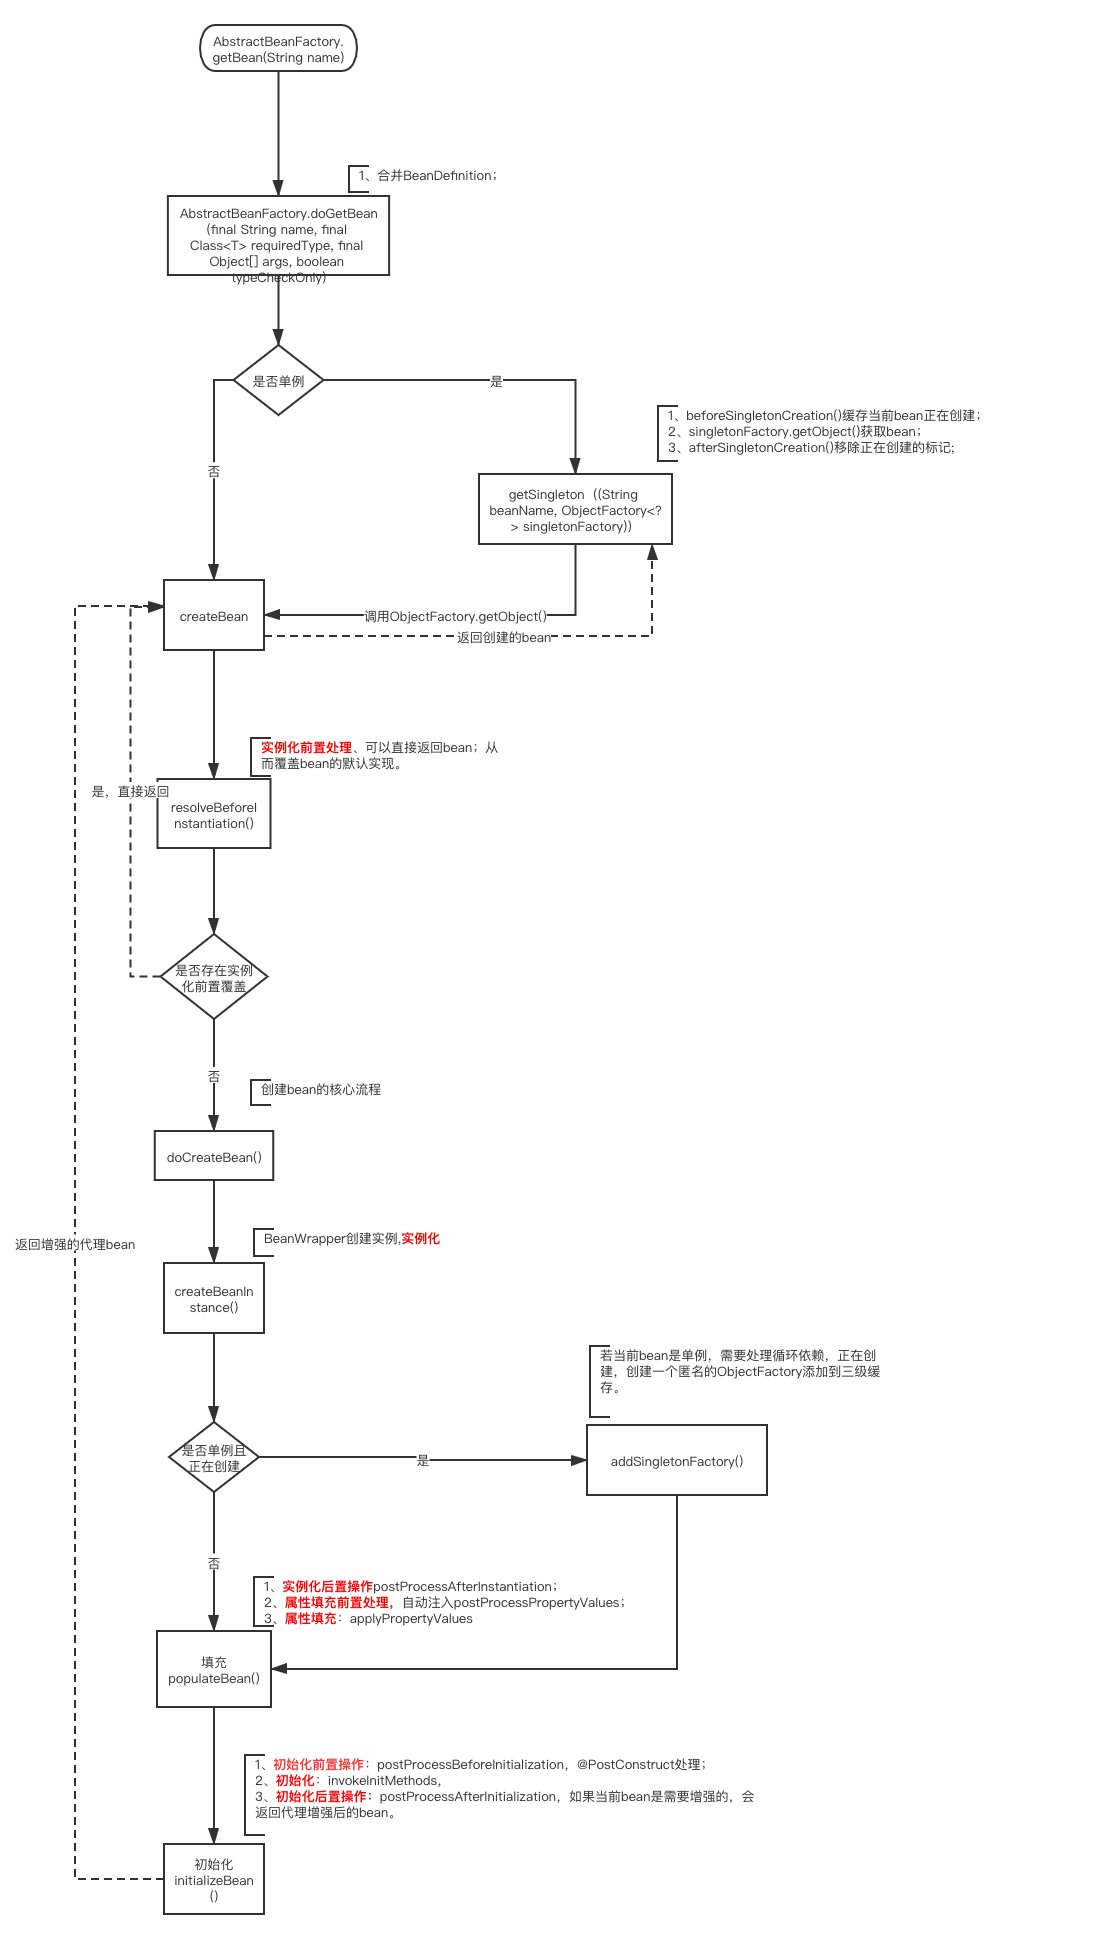 AbstractBeanFactory.
getBean(String name)
1、合并BeanDefinition；
AbstractBeanFactory.doGetBean
(final String name, final
Class<T> requiredType, final
Object[] args, boolean
typeCheckOnly)
是否单例
是
否
1、beforeSingletonCreation()缓存当前bean正在创建；
2、singletonFactory.getObject()获取bean；
3、afterSingletonCreation()移除正在创建的标记;
getSingleton（(String
beanName, ObjectFactory<?
> singletonFactory))
createBean
调用ObjectFactory.getObject()
返回创建的bean
实例化前置处理、可以直接返回bean；从
而覆盖bean的默认实现。
是，直接返回
resolveBeforeI
nstantiation()
是否存在实例
化前置覆盖
否
创建bean的核心流程
doCreateBean()
返回增强的代理bean
BeanWrapper创建实例,实例化
createBeanIn
stance()
若当前bean是单例，需要处理循环依赖，正在创
建，创建一个匿名的ObjectFactory添加到三级缓
存。
是否单例且
正在创建
是
addSingletonFactory()
否
1、实例化后置操作postProcessAfterInstantiation；
2、属性填充前置处理，自动注入postProcessPropertyValues；
3、属性填充：applyPropertyValues
填充
populateBean()
1、初始化前置操作：postProcessBeforeInitialization，@PostConstruct处理；
2、初始化：invokeInitMethods，
3、初始化后置操作：postProcessAfterInitialization，如果当前bean是需要增强的，会
返回代理增强后的bean。
初始化
initializeBean
()